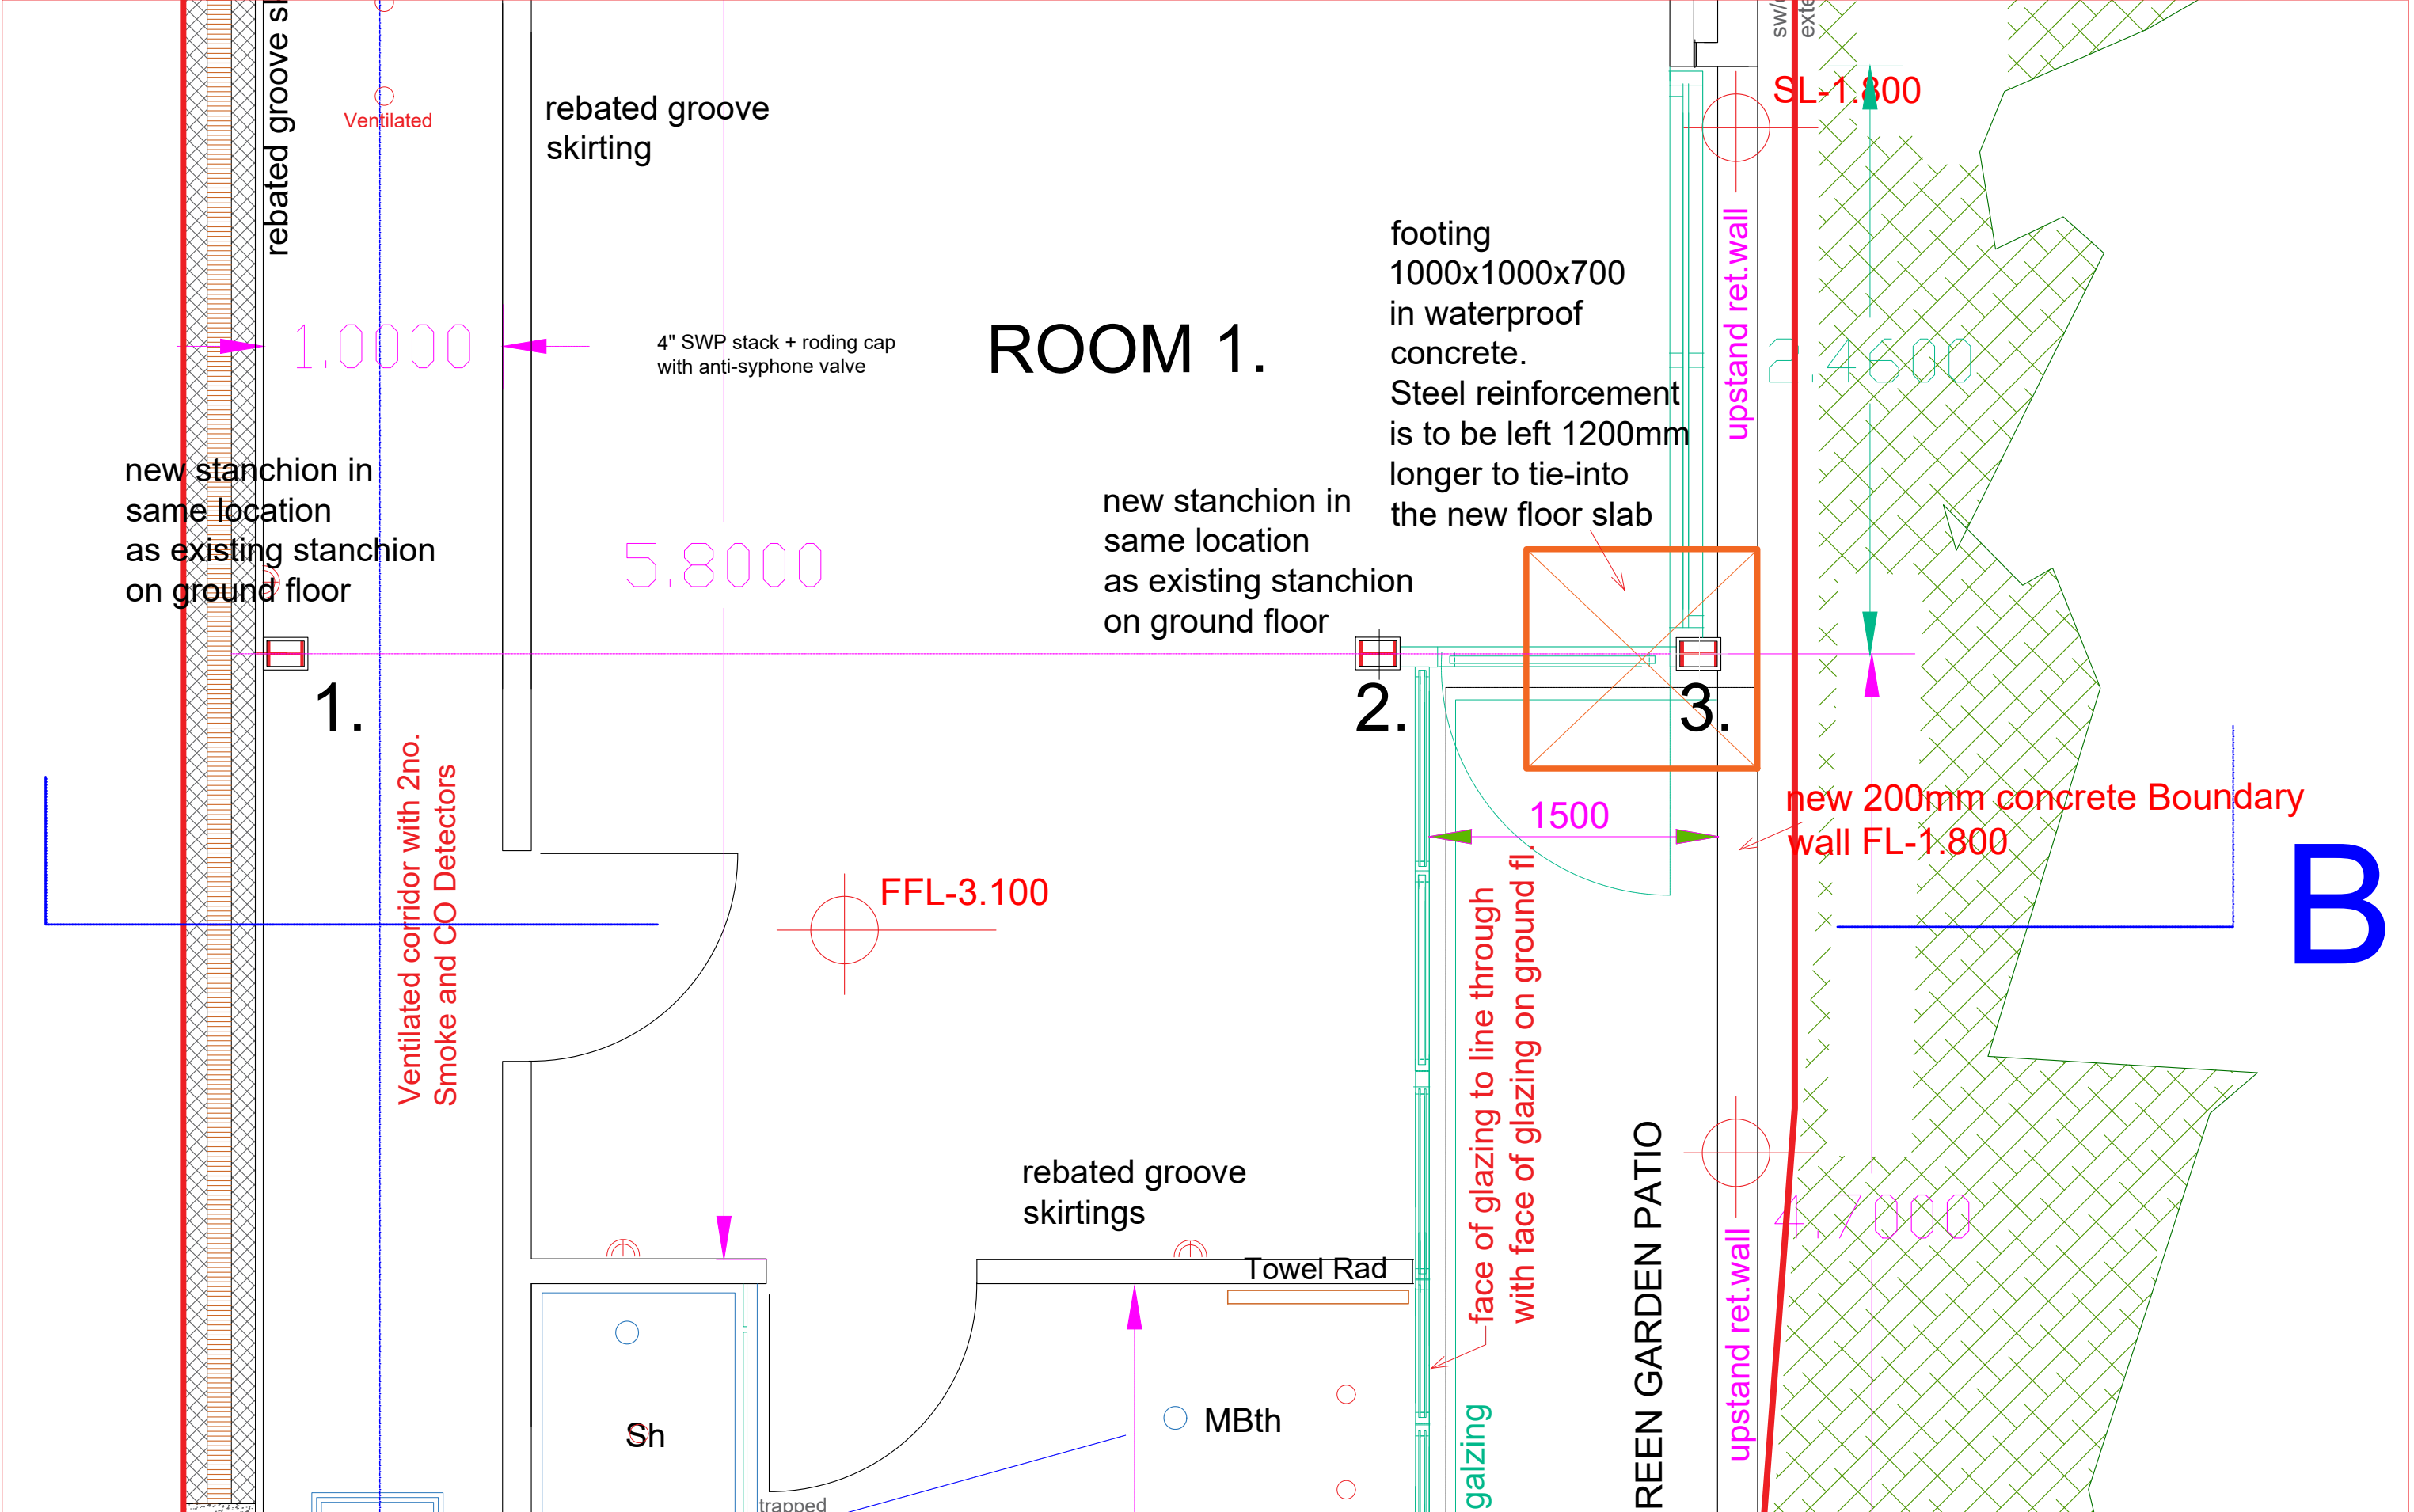 rebated groove
sw/
exte
Ventilated
rebated groove
skirting
SL-1.800
footing
1000x1000x700
in waterproof
concrete.
Steel reinforcement
is to be left 1200mm
longer to tie-into
the new floor slab
upstand ret.wall
1.0000
4" SWP stack + roding cap
with anti-syphone valve
ROOM 1.
2.4600
new stanchion in
same location
as existing stanchion
on ground floor
5.8000
new stanchion in
same location
as existing stanchion
on ground floor
1.
2.
3.
Ventilated corridor with 2no.
Smoke and CO Detectors
1500
new 200mm concrete Boundary
wall FL-1.800
B
FFL-3.100
face of glazing to line through
with face of glazing on ground fl.
rebated groove
skirtings
4.7000
Towel Rad
REEN GARDEN PATIO
upstand ret.wall
Sh
MBth
galzing
trapped